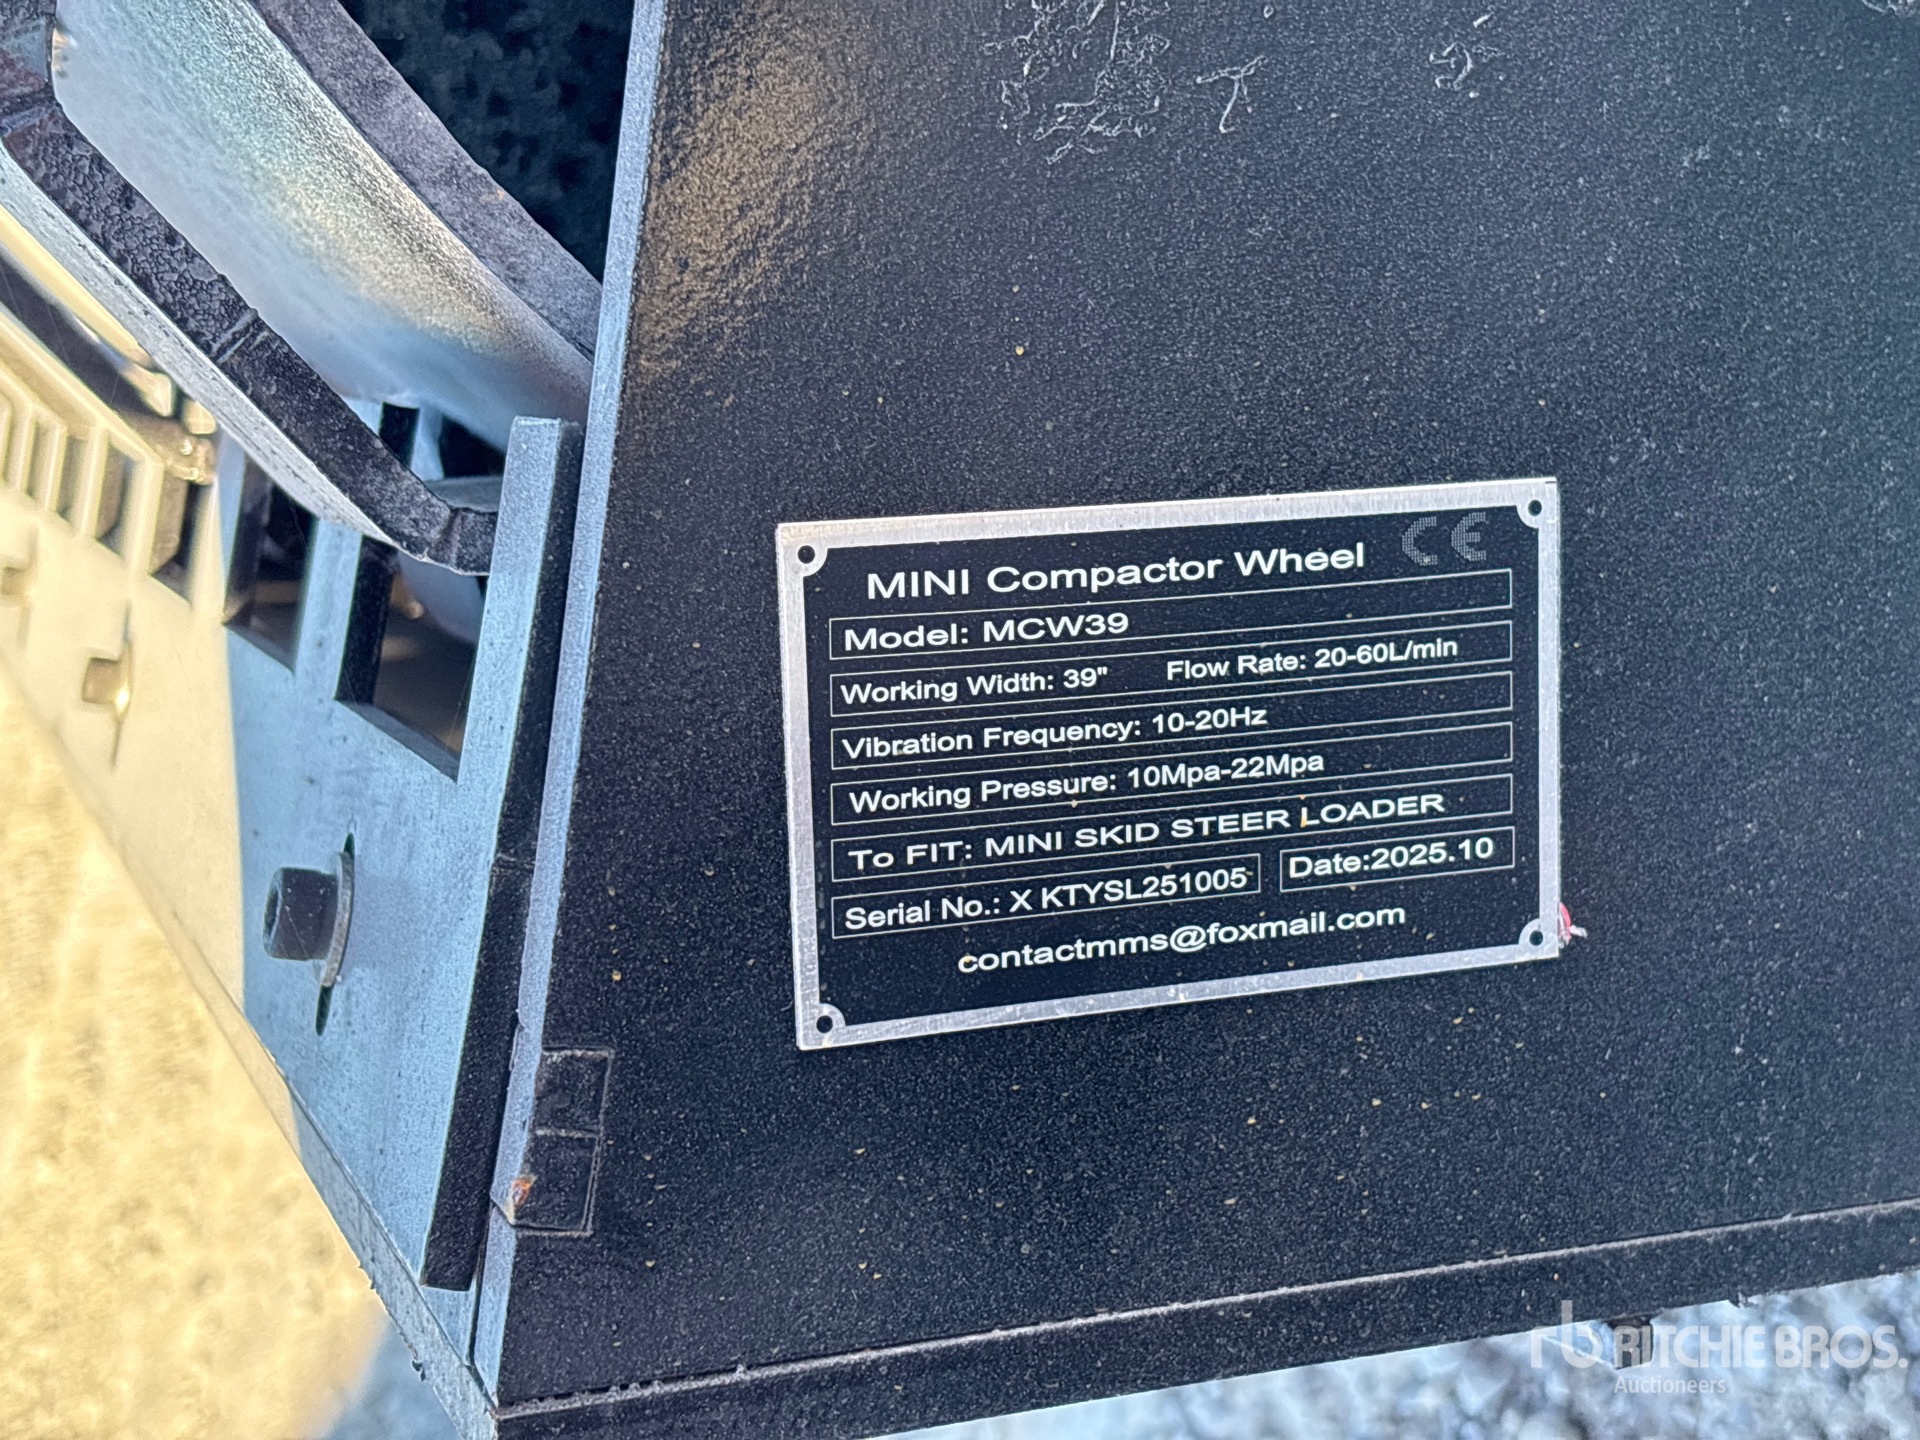 MINI Compactor Wheel CE
Model: MCW39
Working Width: 39" Flow Rate: 20-60L/min
Vibration Frequency: 10-20Hz
Working Pressure: 10Mpa-22Mpa
To FIT: MINI SKID STEER LOADER
Serial No.: X KTYSL251005 Date:2025.10
contactmms@foxmail.com
rb RITCHIE BROS.
Auctioneers